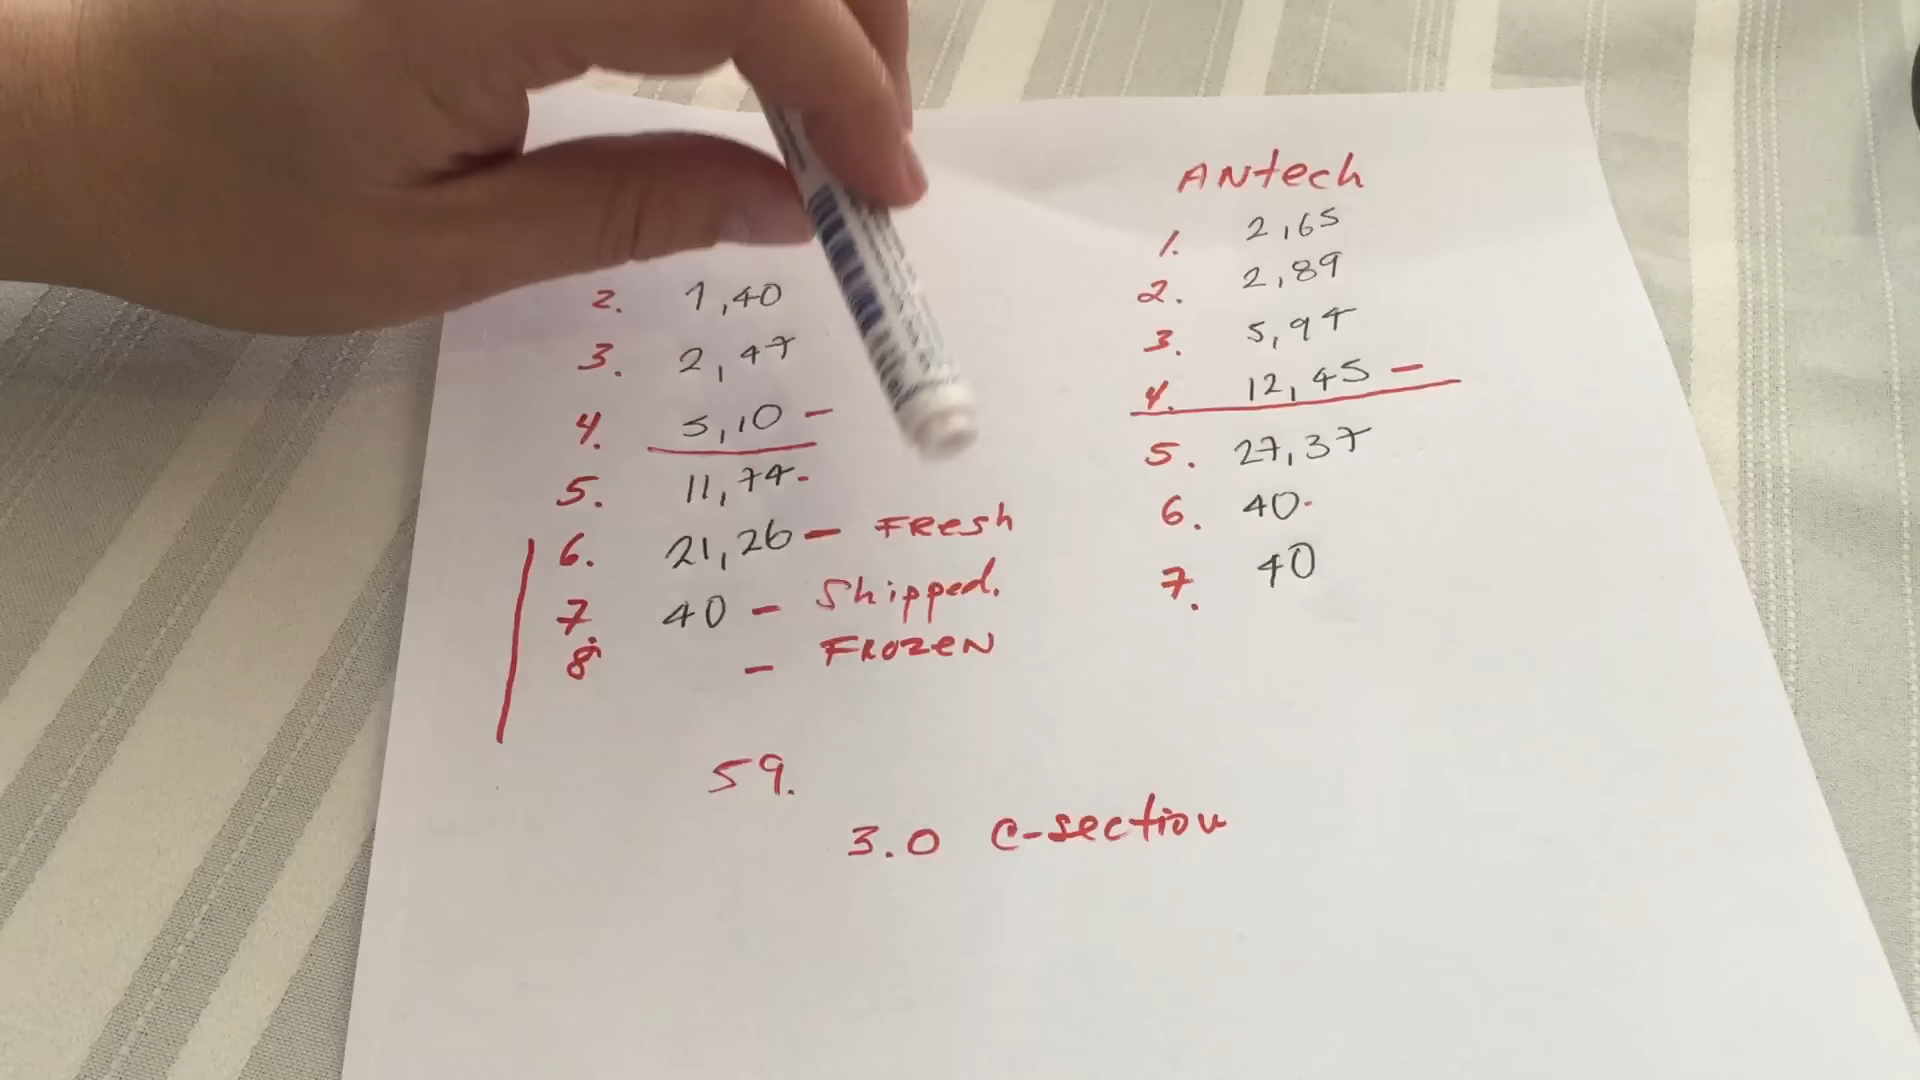 2. 1,40
3. 2,47
4. 5,10 -
5. 11,74 -
6. 21,26 - FResh
7. 40 - Shipped.
8. - FROZEN
59.
3.0 C-section
ANtech
1. 2,65
2. 2,89
3. 5,94
4. 12,45 -
5. 27,37
6. 40-
7. 40